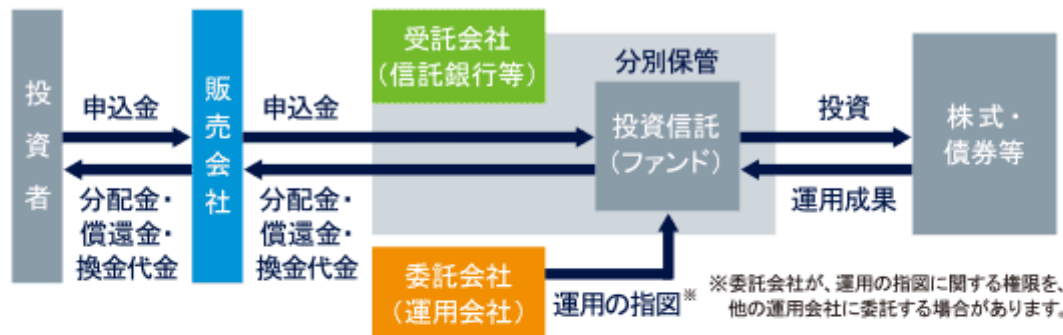 投資者
申込金
分配金・
償還金・
換金代金
販売会社
申込金
分配金・
償還金・
換金代金
受託会社
（信託銀行等）
分別保管
投資信託
（ファンド）
委託会社
（運用会社）
運用の指図※
投資
運用成果
株式・
債券等
※委託会社が、運用の指図に関する権限を、
他の運用会社に委託する場合があります。